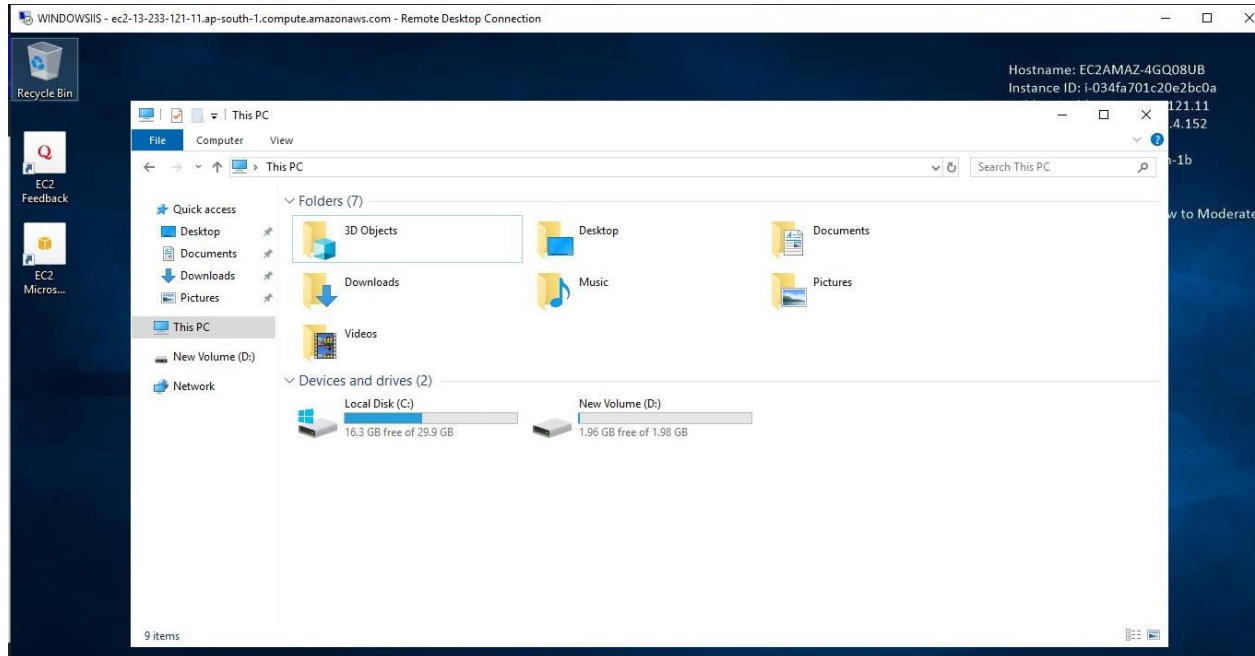 WINDOWSIIS - ec2-13-233-121-11.ap-south-1.compute.amazonaws.com - Remote Desktop Connection
Recycle Bin
EC2
Feedback
EC2
Micros...
Hostname: EC2AMAZ-4GQ08UB
Instance ID: i-034fa701c20e2bc0a
121.11
.4.152
-1b
w to Moderate
This PC
File Computer View
This PC
Search This PC
Quick access
Desktop
Documents
Downloads
Pictures
This PC
New Volume (D:)
Network
Folders (7)
3D Objects
Desktop
Documents
Downloads
Music
Pictures
Videos
Devices and drives (2)
Local Disk (C:)
16.3 GB free of 29.9 GB
New Volume (D:)
1.96 GB free of 1.98 GB
9 items